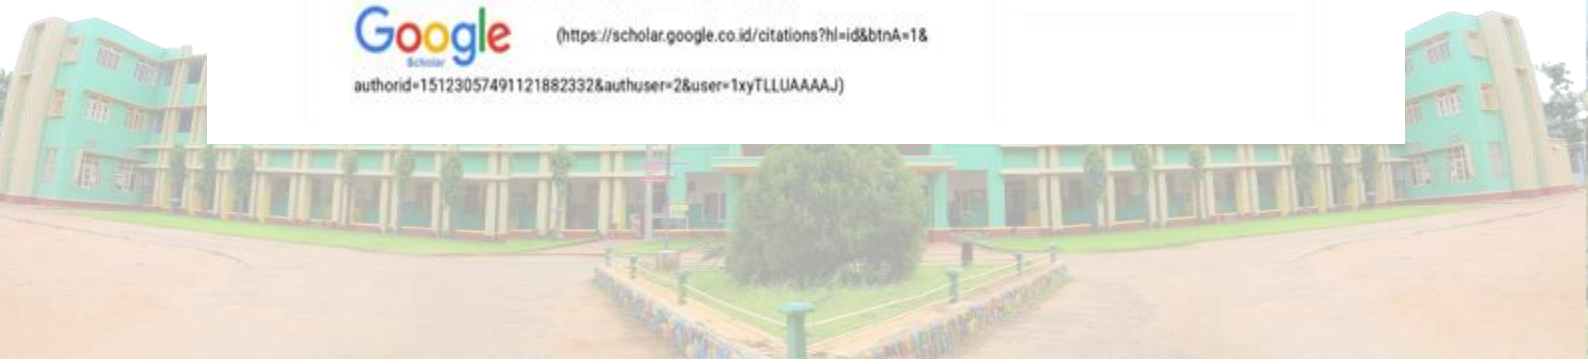 Google
Scholar
(https://scholar.google.co.id/citations?hl=id&btnA=1&
authorid=15123057491121882332&authuser=2&user=1xyTLLUAAAAJ)